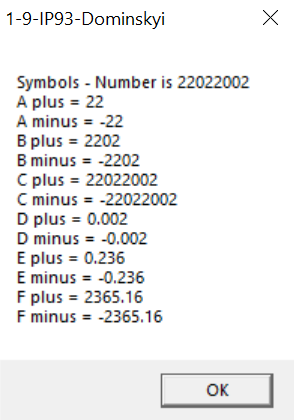 1-9-IP93-Dominskyi
Symbols - Number is 22022002
A plus = 22
A minus = -22
B plus = 2202
B minus = -2202
C plus = 22022002
C minus = -22022002
D plus = 0.002
D minus = -0.002
E plus = 0.236
E minus = -0.236
F plus = 2365.16
F minus = -2365.16
OK